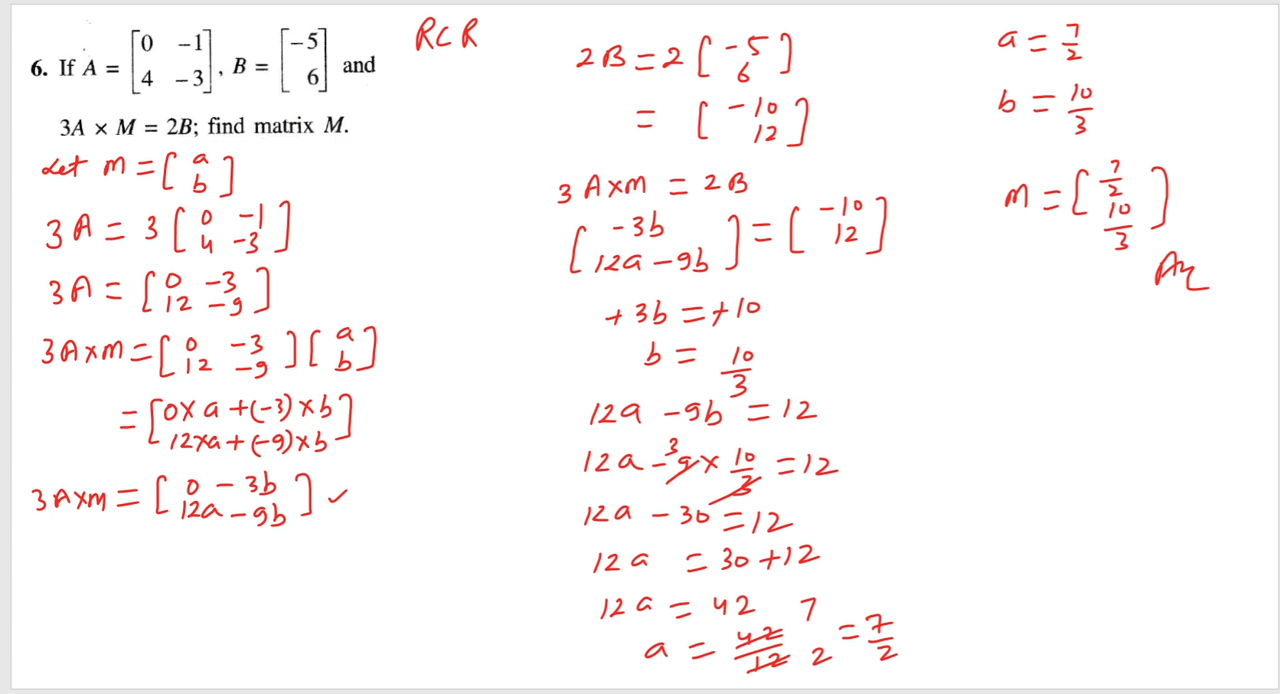 6. If A = [0 -1 4 -3], B = [-5 6] and
3A × M = 2B; find matrix M.
RCR
Let m = [a b]
3A = 3[0 -1 4 -3]
3A = [0 -3 12 -9]
3A×m = [0 -3 12 -9][a b]
= [0×a+(-3)×b 12×a+(-9)×b]
3A×m = [0-3b 12a-9b] ✓
2B = 2[-5 6]
= [-10 12]
3A×m = 2B
[-3b 12a-9b] = [-10 12]
+3b = +10
b = 10/3
12a - 9b = 12
12a - 9 3 × 10/3 = 12
12a - 30 = 12
12a = 30+12
12a = 42
a = 42/12 7 2 = 7/2
a = 7/2
b = 10/3
m = [7/2 10/3]